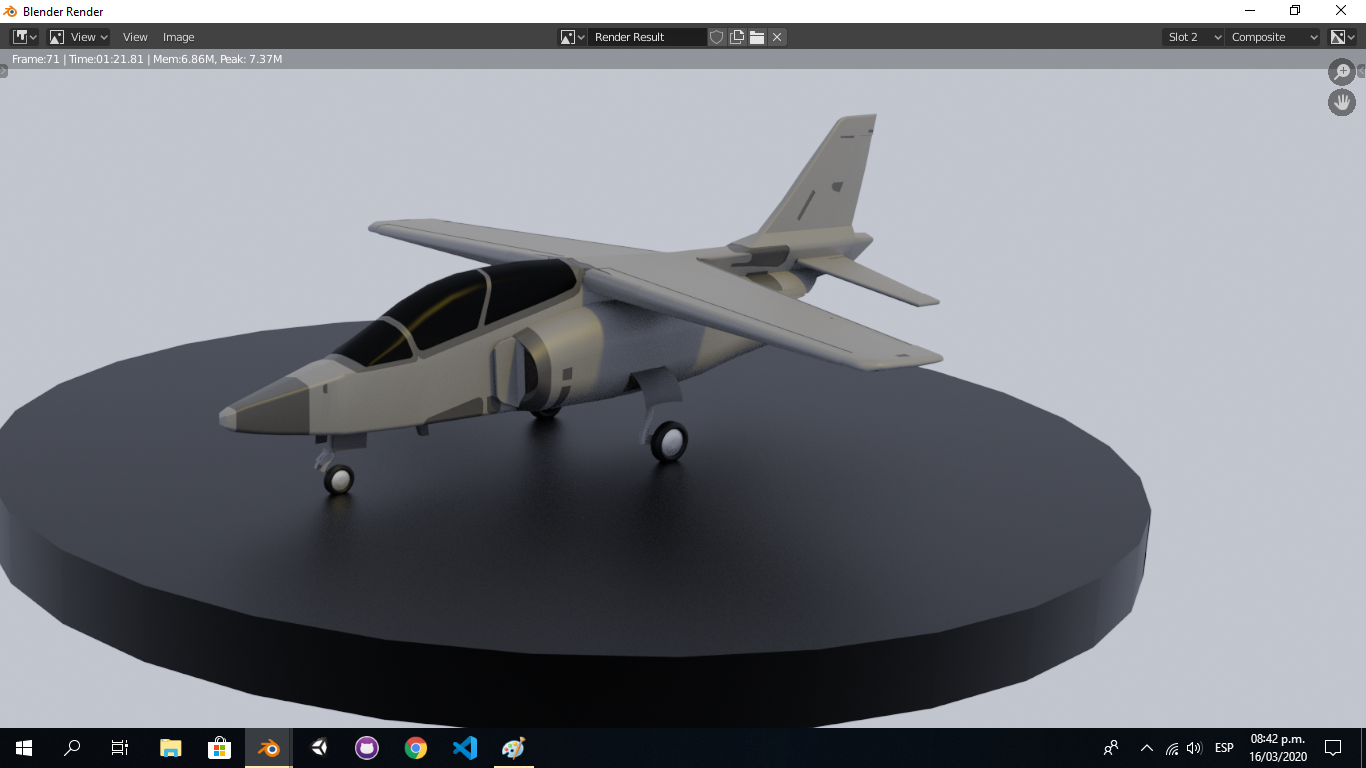 Blender Render
View View Image Render Result Slot 2 Composite
Frame:71 | Time:01:21.81 | Mem:6.86M, Peak: 7.37M
ESP
08:42 p.m.
16/03/2020